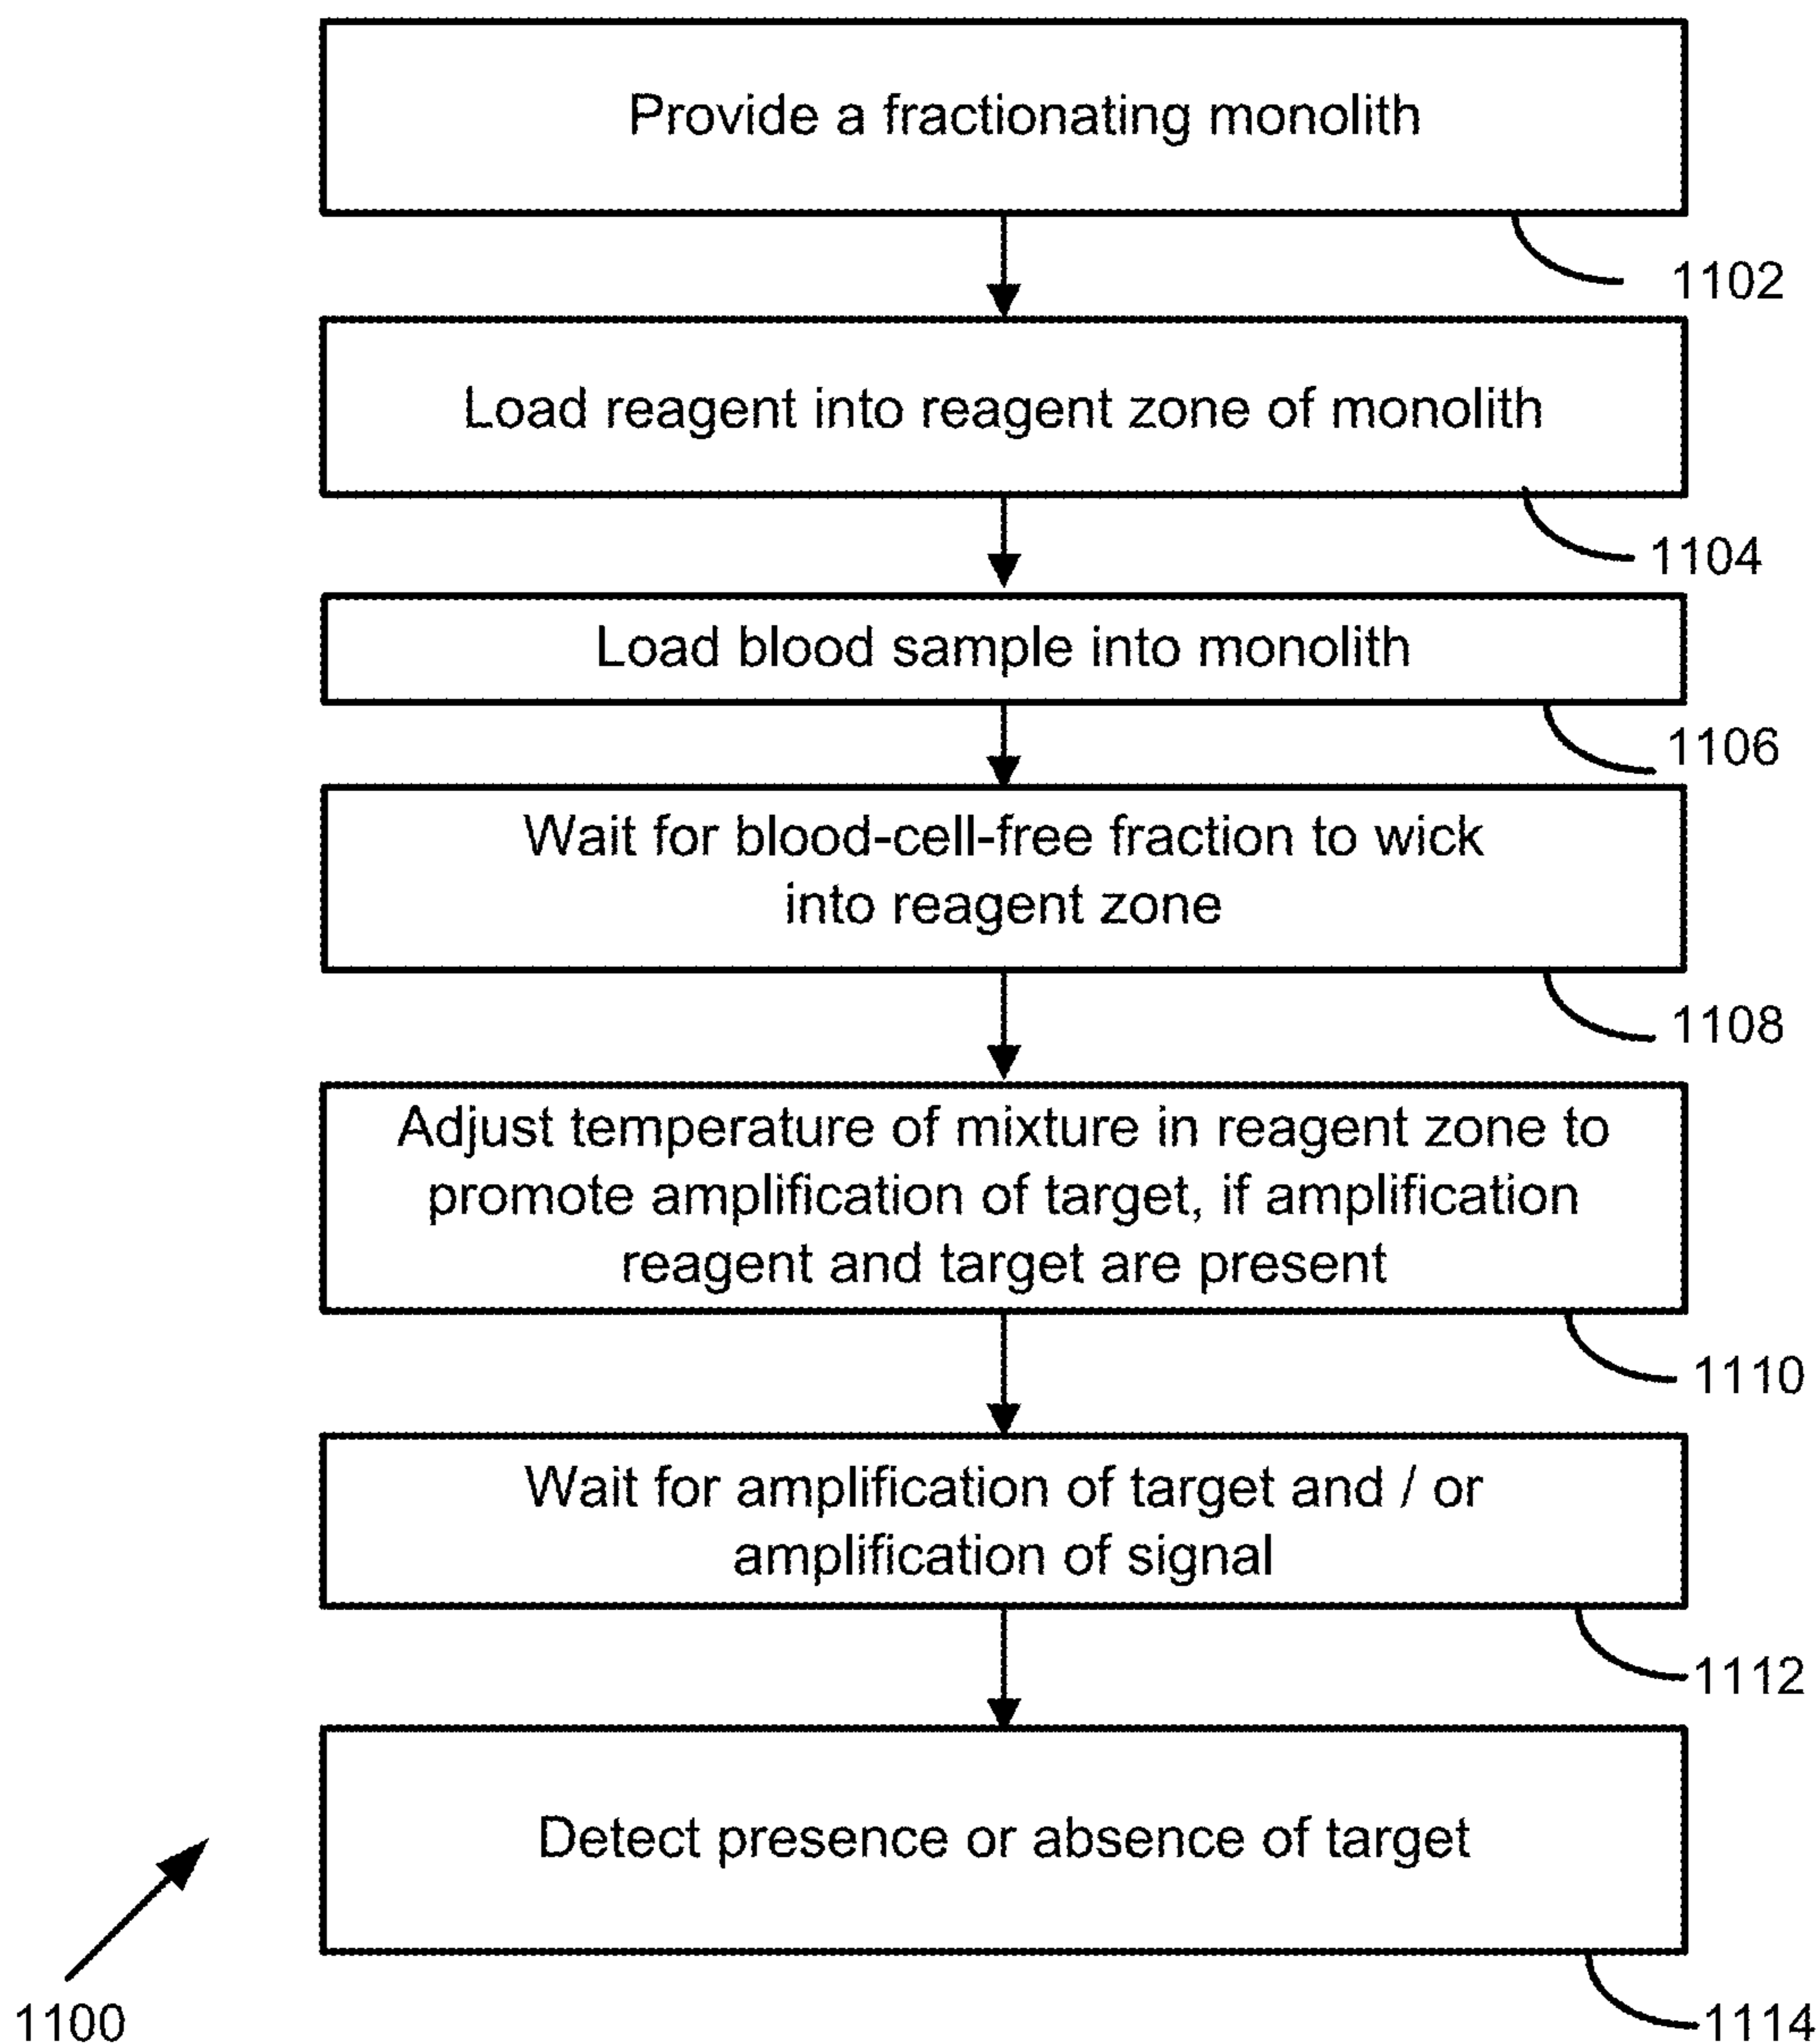 Provide a fractionating monolith
1102
Load reagent into reagent zone of monolith
1104
Load blood sample into monolith
1106
Wait for blood-cell-free fraction to wick
into reagent zone
1108
Adjust temperature of mixture in reagent zone to
promote amplification of target, if amplification
reagent and target are present
1110
Wait for amplification of target and / or
amplification of signal
1112
Detect presence or absence of target
1114
1100